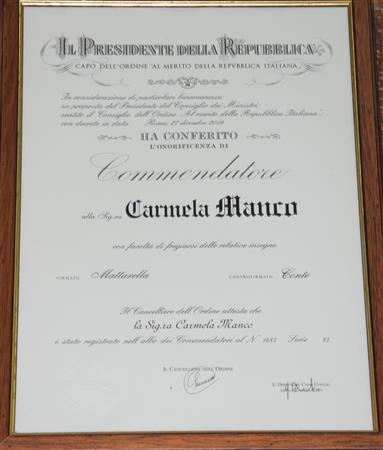 IL PRESIDENTE DELLA REPUBBLICA
CAPO DELL'ORDINE "AL MERITO DELLA REPVBBLICA ITALIANA"
In considerazione di particolari benemerenze;
su proposta del Presidente del Consiglio dei Ministri;
sentito il Consiglio dell'Ordine "Al merito della Repubblica Italiana",
con decreto in data Roma, 27 dicembre 2019
HA CONFERITO
L'ONORIFICENZA DI
Commendatore
alla Sig.ra Carmela Manco
con facoltà di fregiarsi delle relative insegne.
FIRMATO Mattarella CONTROFIRMATO Conte
Il Cancelliere dell'Ordine attesta che
la Sig.ra Carmela Manco
è stato registrato nell'albo dei Commendatori al N. 1487 Serie VI
IL CANCELLIERE DELL'ORDINE